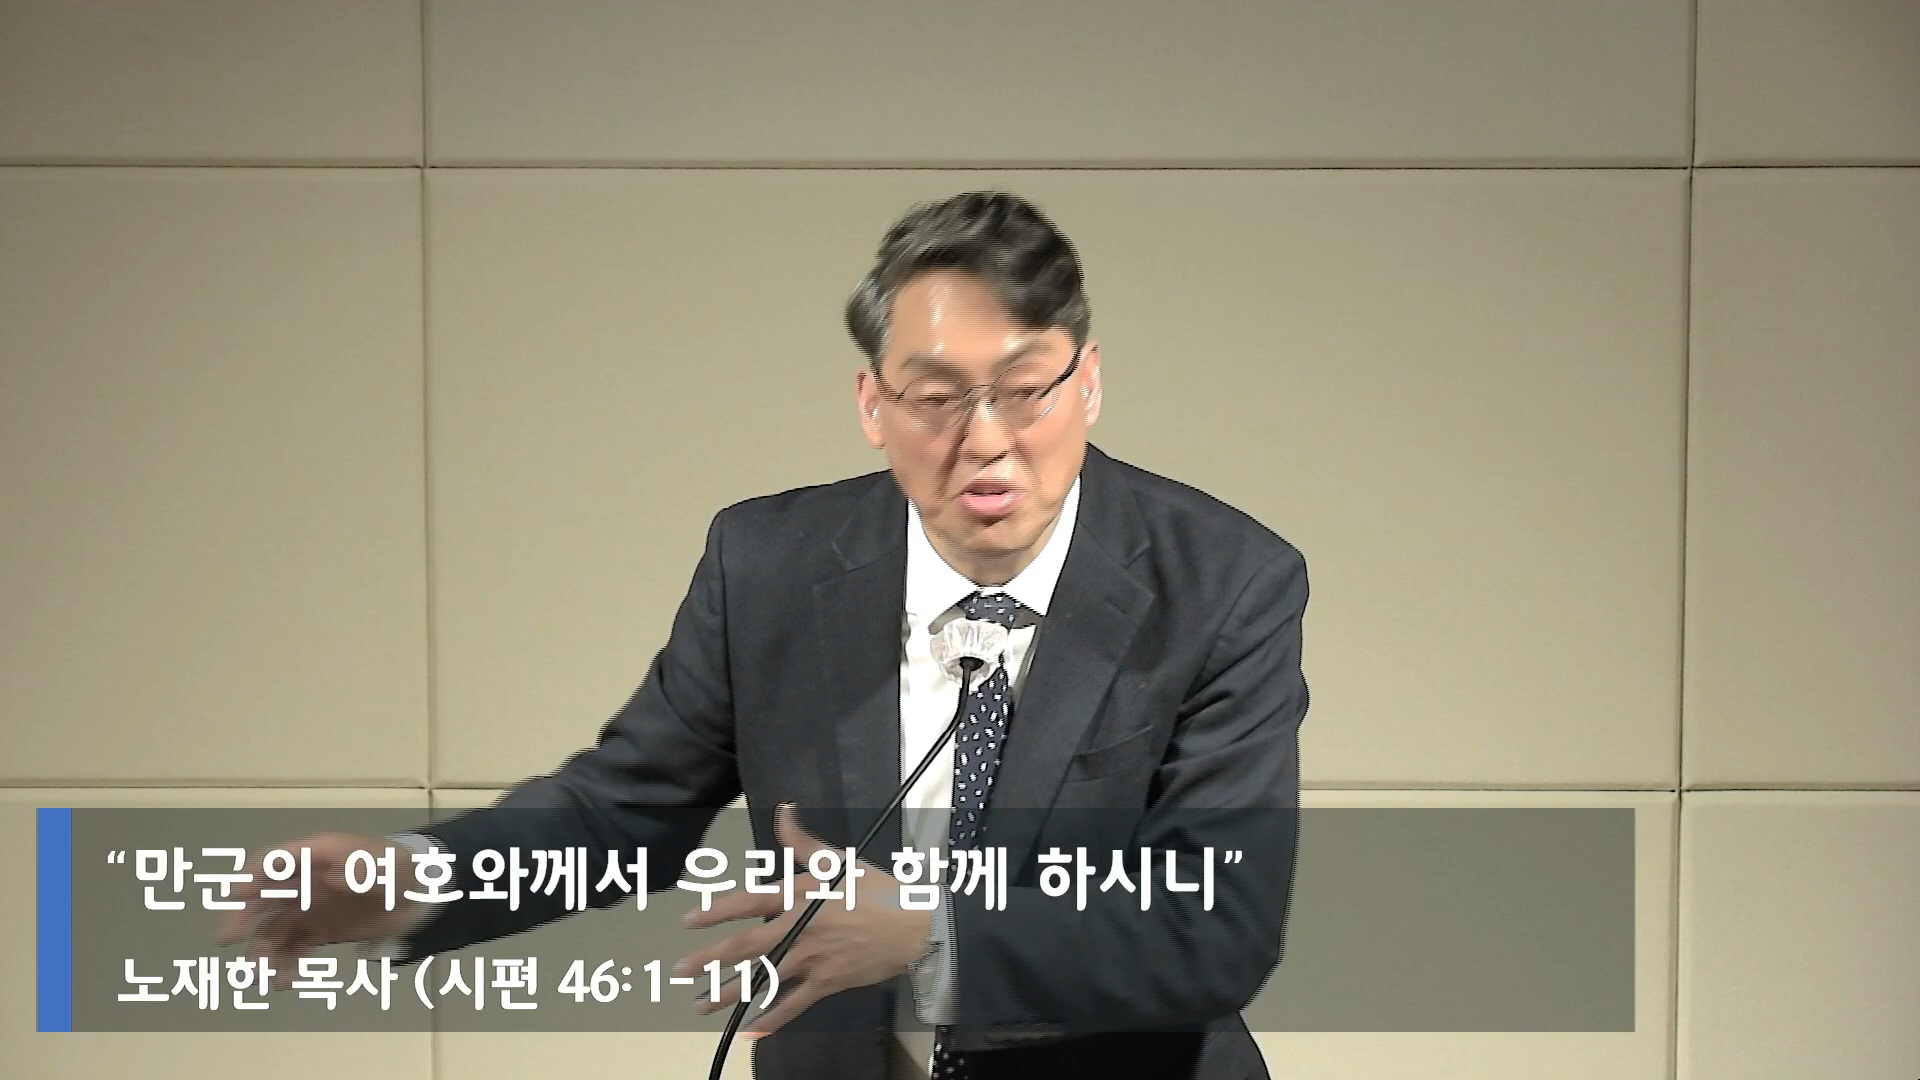 “만군의 여호와께서 우리와 함께 하시니”
노재한 목사 (시편 46:1-11)